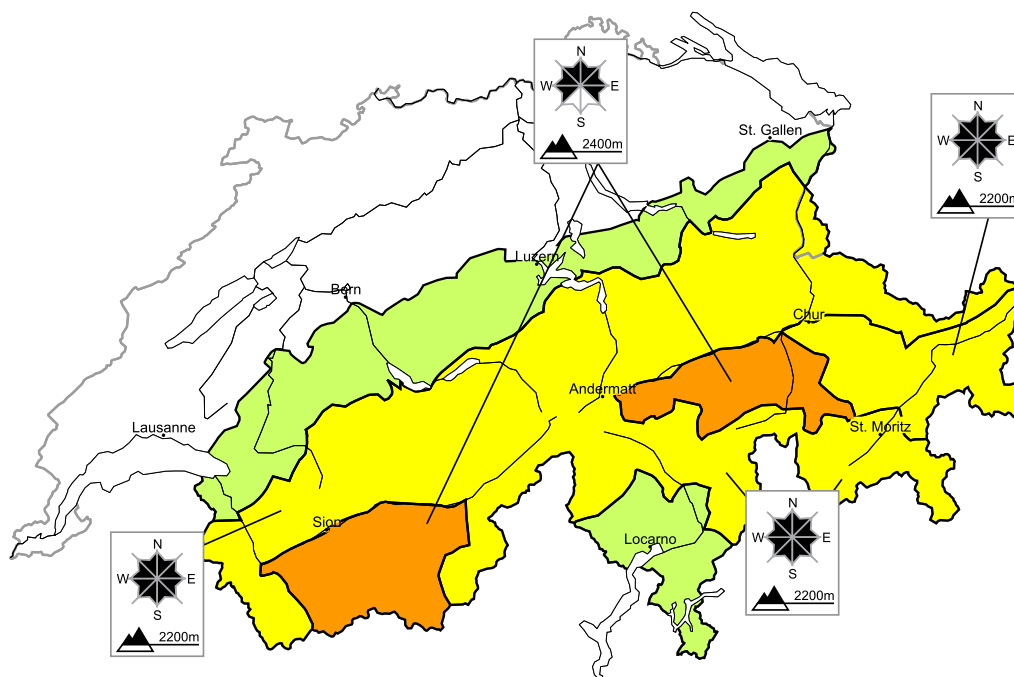 N
W E
S
2400m
St. Gallen
N
W E
S
2200m
Luzern
Bern
Chur
Andermatt
St. Moritz
Lausanne
Sion
Locarno
N
W E
S
2200m
N
W E
S
2200m